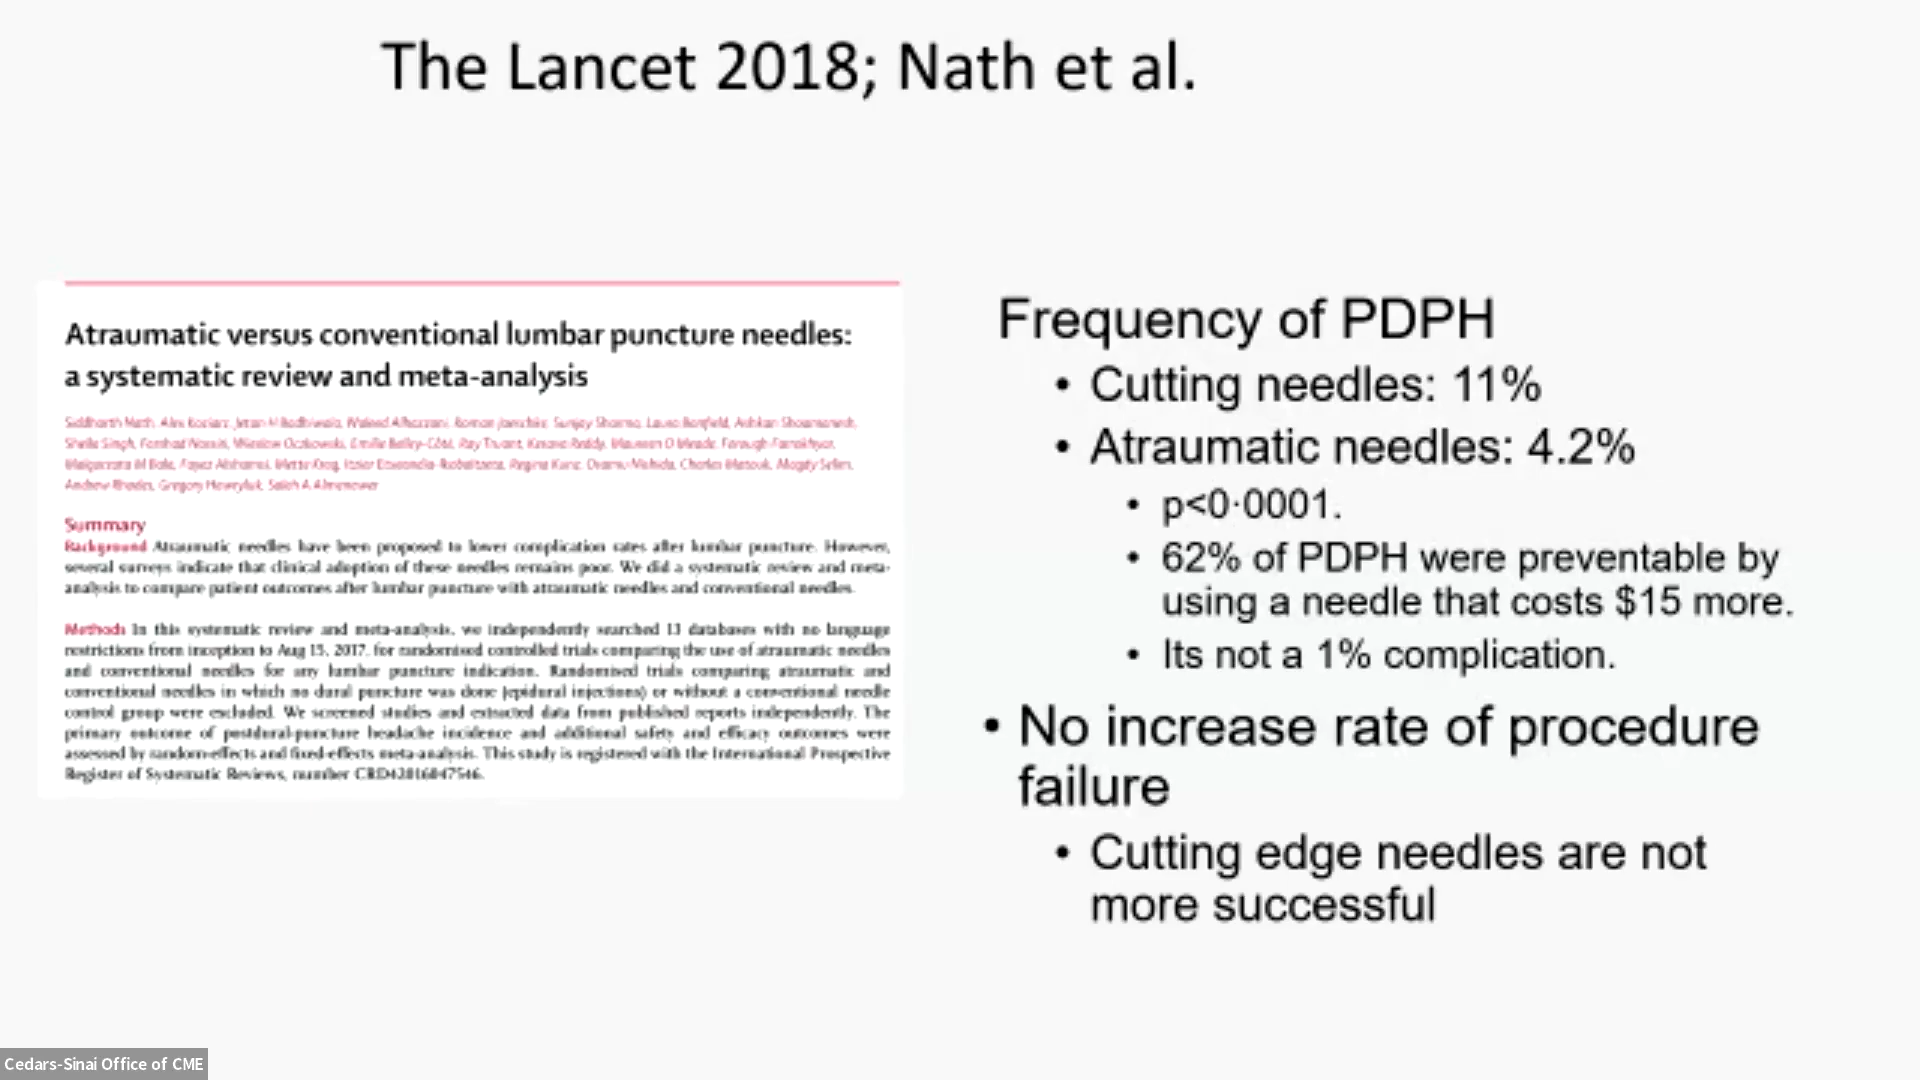 The Lancet 2018; Nath et al.
Atraumatic versus conventional lumbar puncture needles:
a systematic review and meta-analysis
Summary
Background Atraumatic needles have been proposed to lower complication rates after lumbar puncture. However,
several surveys indicate that clinical adoption of these needles remains poor. We did a systematic review and meta-
analysis to compare patient outcomes after lumbar puncture with atraumatic needles and conventional needles.
Methods In this systematic review and meta-analysis, we independently searched 13 databases with no language
restrictions from inception to Aug 15, 2017, for randomised controlled trials comparing the use of atraumatic needles
and conventional needles for any lumbar puncture indication. Randomised trials comparing atraumatic and
conventional needles in which no dural puncture was done (epidural injections) or without a conventional needle
control group were excluded. We screened studies and extracted data from published reports independently. The
primary outcome of postdural-puncture headache incidence and additional safety and efficacy outcomes were
assessed by random-effects and fixed-effects meta-analysis. This study is registered with the International Prospective
Register of Systematic Reviews, number
Frequency of PDPH
• Cutting needles: 11%
• Atraumatic needles: 4.2%
• p<0·0001.
• 62% of PDPH were preventable by
using a needle that costs $15 more.
• Its not a 1% complication.
• No increase rate of procedure
failure
• Cutting edge needles are not
more successful
Cedars-Sinai Office of CME